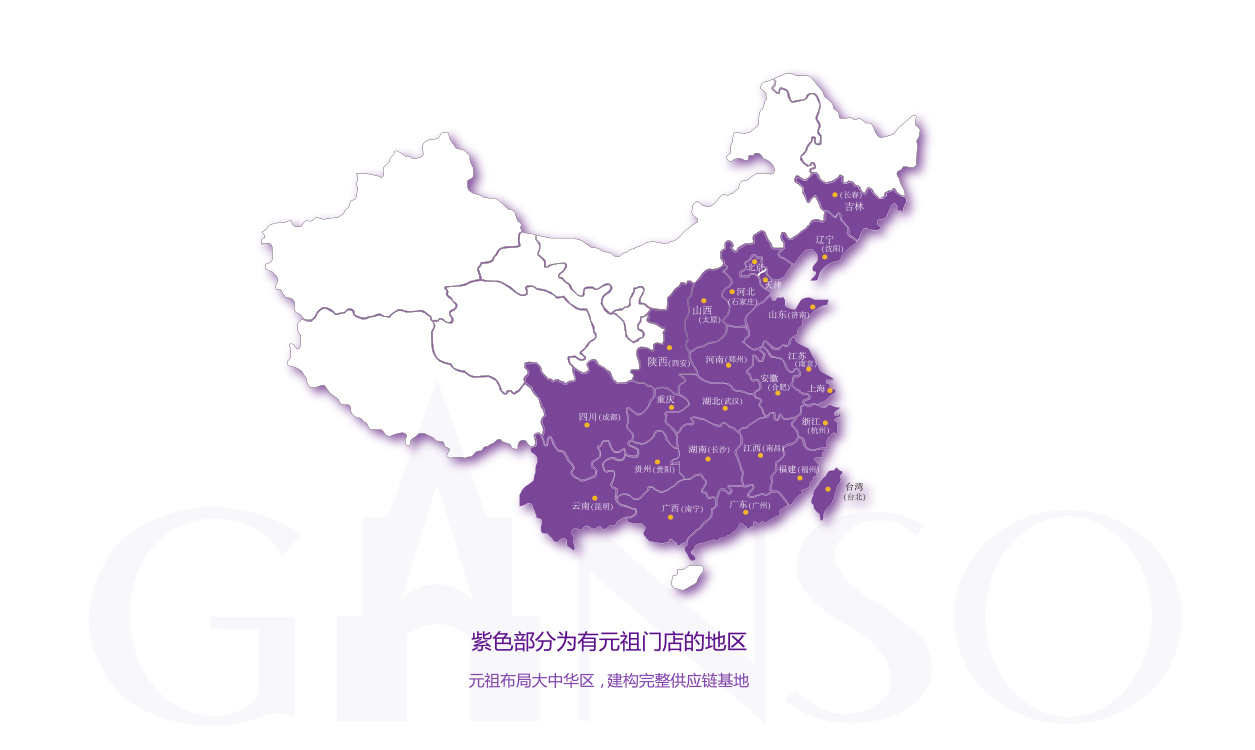 (长春)
吉林
辽宁
(沈阳)
北京
天津
河北
(石家庄)
山西
(太原)
山东(济南)
陕西(西安)
河南(郑州)
江苏
(南京)
安徽
(合肥)
上海
重庆
湖北(武汉)
四川(成都)
浙江
(杭州)
湖南(长沙)
江西(南昌)
贵州(贵阳)
福建(福州)
台湾
(台北)
云南(昆明)
广西(南宁)
广东(广州)
GANSO
紫色部分为有元祖门店的地区
元祖布局大中华区，建构完整供应链基地